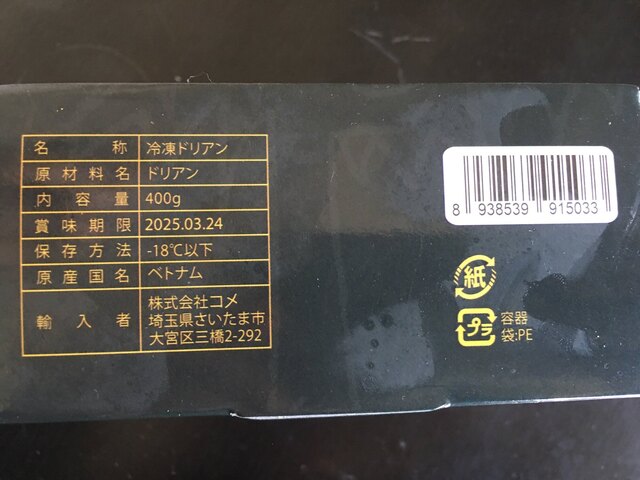 名称 冷凍ドリアン
原材料名 ドリアン
内容量 400g
賞味期限 2025.03.24
保存方法 -18℃以下
原産国名 ベトナム
輸入者 株式会社コメ
埼玉県さいたま市
大宮区三橋2-292
8 938539 915033
紙
プラ 容器
袋:PE